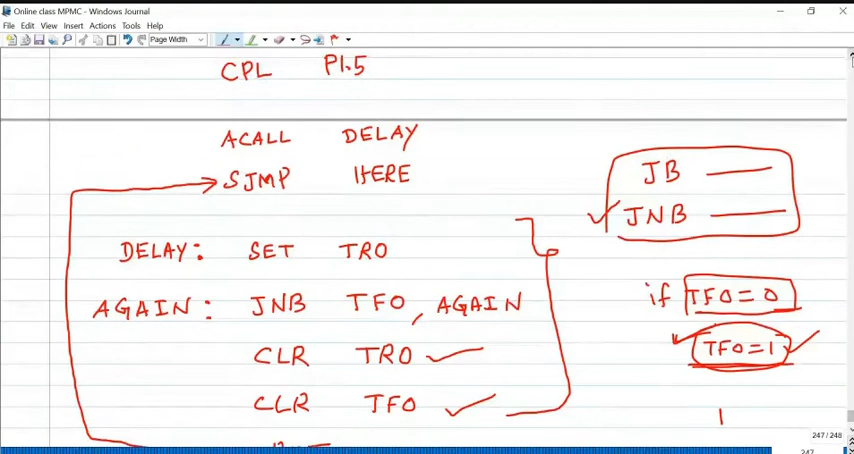 Online class MPMC - Windows Journal
File Edit View Insert Actions Tools Help
Page Width
CPL P1.5
ACALL DELAY
SJMP HERE
DELAY: SET TR0
AGAIN: JNB TF0, AGAIN
CLR TR0
CLR TF0
JB
JNB
if TF0 = 0
TF0 = 1
1
247 / 248
247